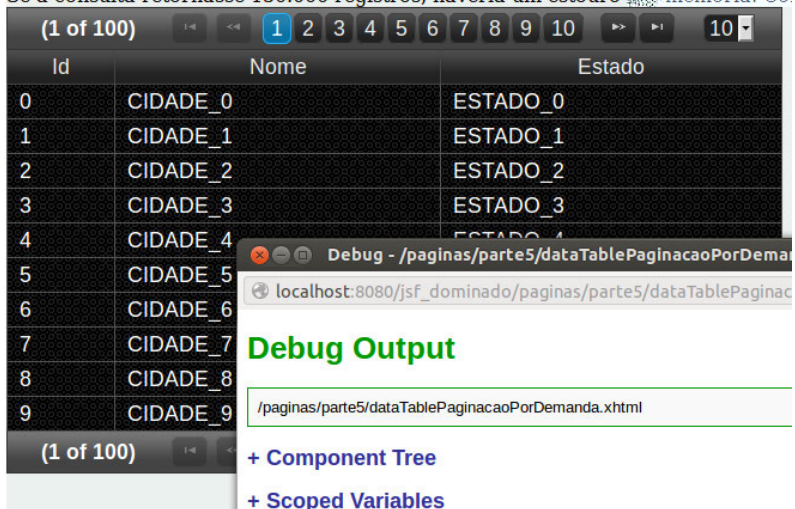 (1 of 100) 1 2 3 4 5 6 7 8 9 10 10
Id Nome Estado
0 CIDADE_0 ESTADO_0
1 CIDADE_1 ESTADO_1
2 CIDADE_2 ESTADO_2
3 CIDADE_3 ESTADO_3
4 CIDADE_4
5 CIDADE_5
6 CIDADE_6
7 CIDADE_7
8 CIDADE_8
9 CIDADE_9
(1 of 100)
Debug - /paginas/parte5/dataTablePaginacaoPorDeman
localhost:8080/jsf_dominado/paginas/parte5/dataTablePaginac
Debug Output
/paginas/parte5/dataTablePaginacaoPorDemanda.xhtml
+ Component Tree
+ Scoped Variables